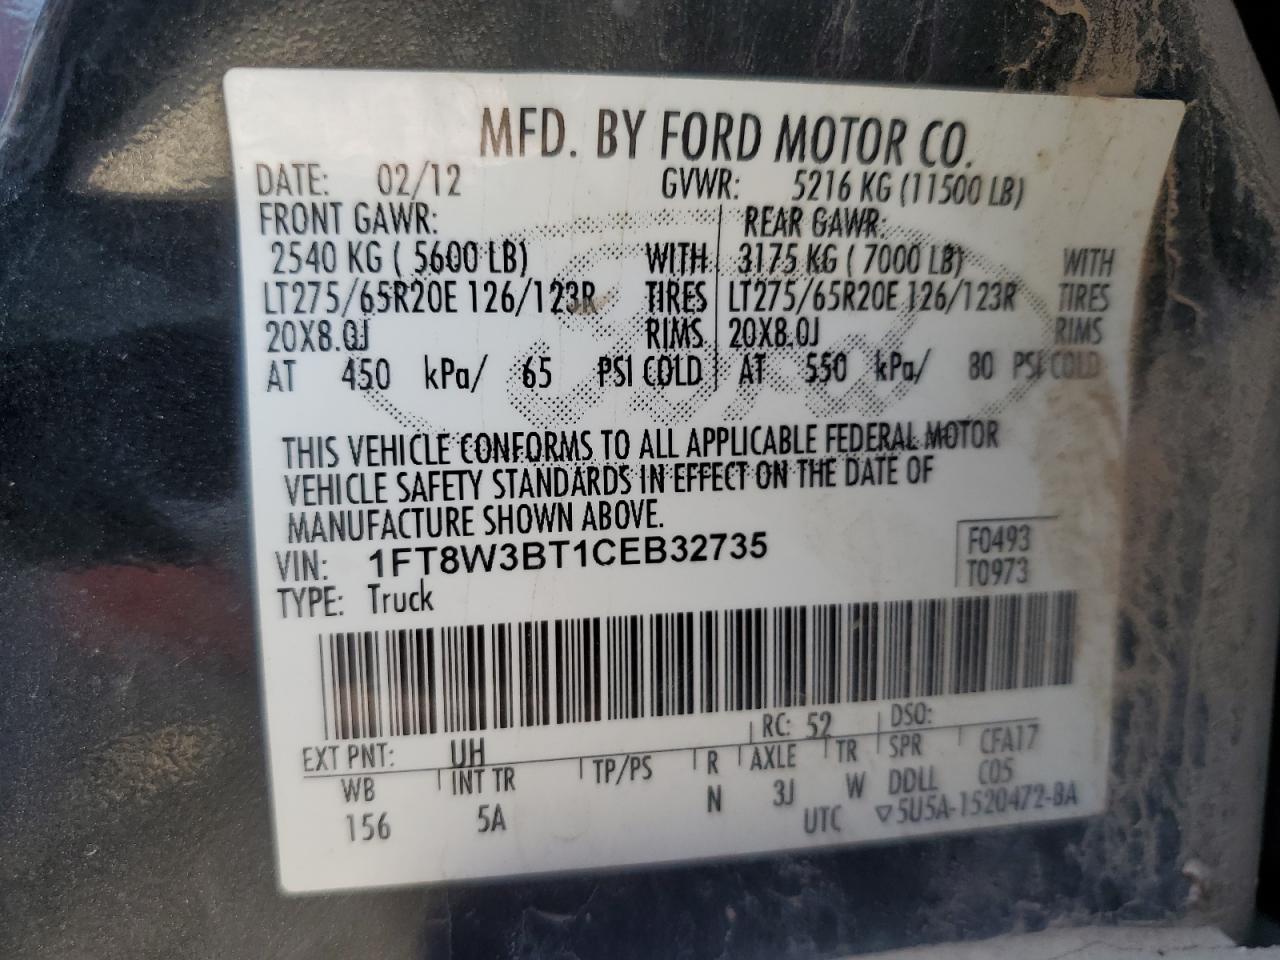 MFD. BY FORD MOTOR CO.
DATE: 02/12 GVWR: 5216 KG (11500 LB)
FRONT GAWR: REAR GAWR:
2540 KG ( 5600 LB) WITH 3175 KG ( 7000 LB) WITH
LT275/65R20E 126/123R TIRES LT275/65R20E 126/123R TIRES
20X8.0J RIMS 20X8.0J RIMS
AT 450 kPa/ 65 PSI COLD AT 550 kPa/ 80 PSI COLD
THIS VEHICLE CONFORMS TO ALL APPLICABLE FEDERAL MOTOR
VEHICLE SAFETY STANDARDS IN EFFECT ON THE DATE OF
MANUFACTURE SHOWN ABOVE.
VIN: 1FT8W3BT1CEB32735 F0493
TYPE: Truck T0973
EXT PNT: UH RC: 52 DSO:
WB INT TR TP/PS R AXLE TR SPR CFA17
156 5A N 3J W DDLL C05
UTC ▽5U5A-1520472-BA